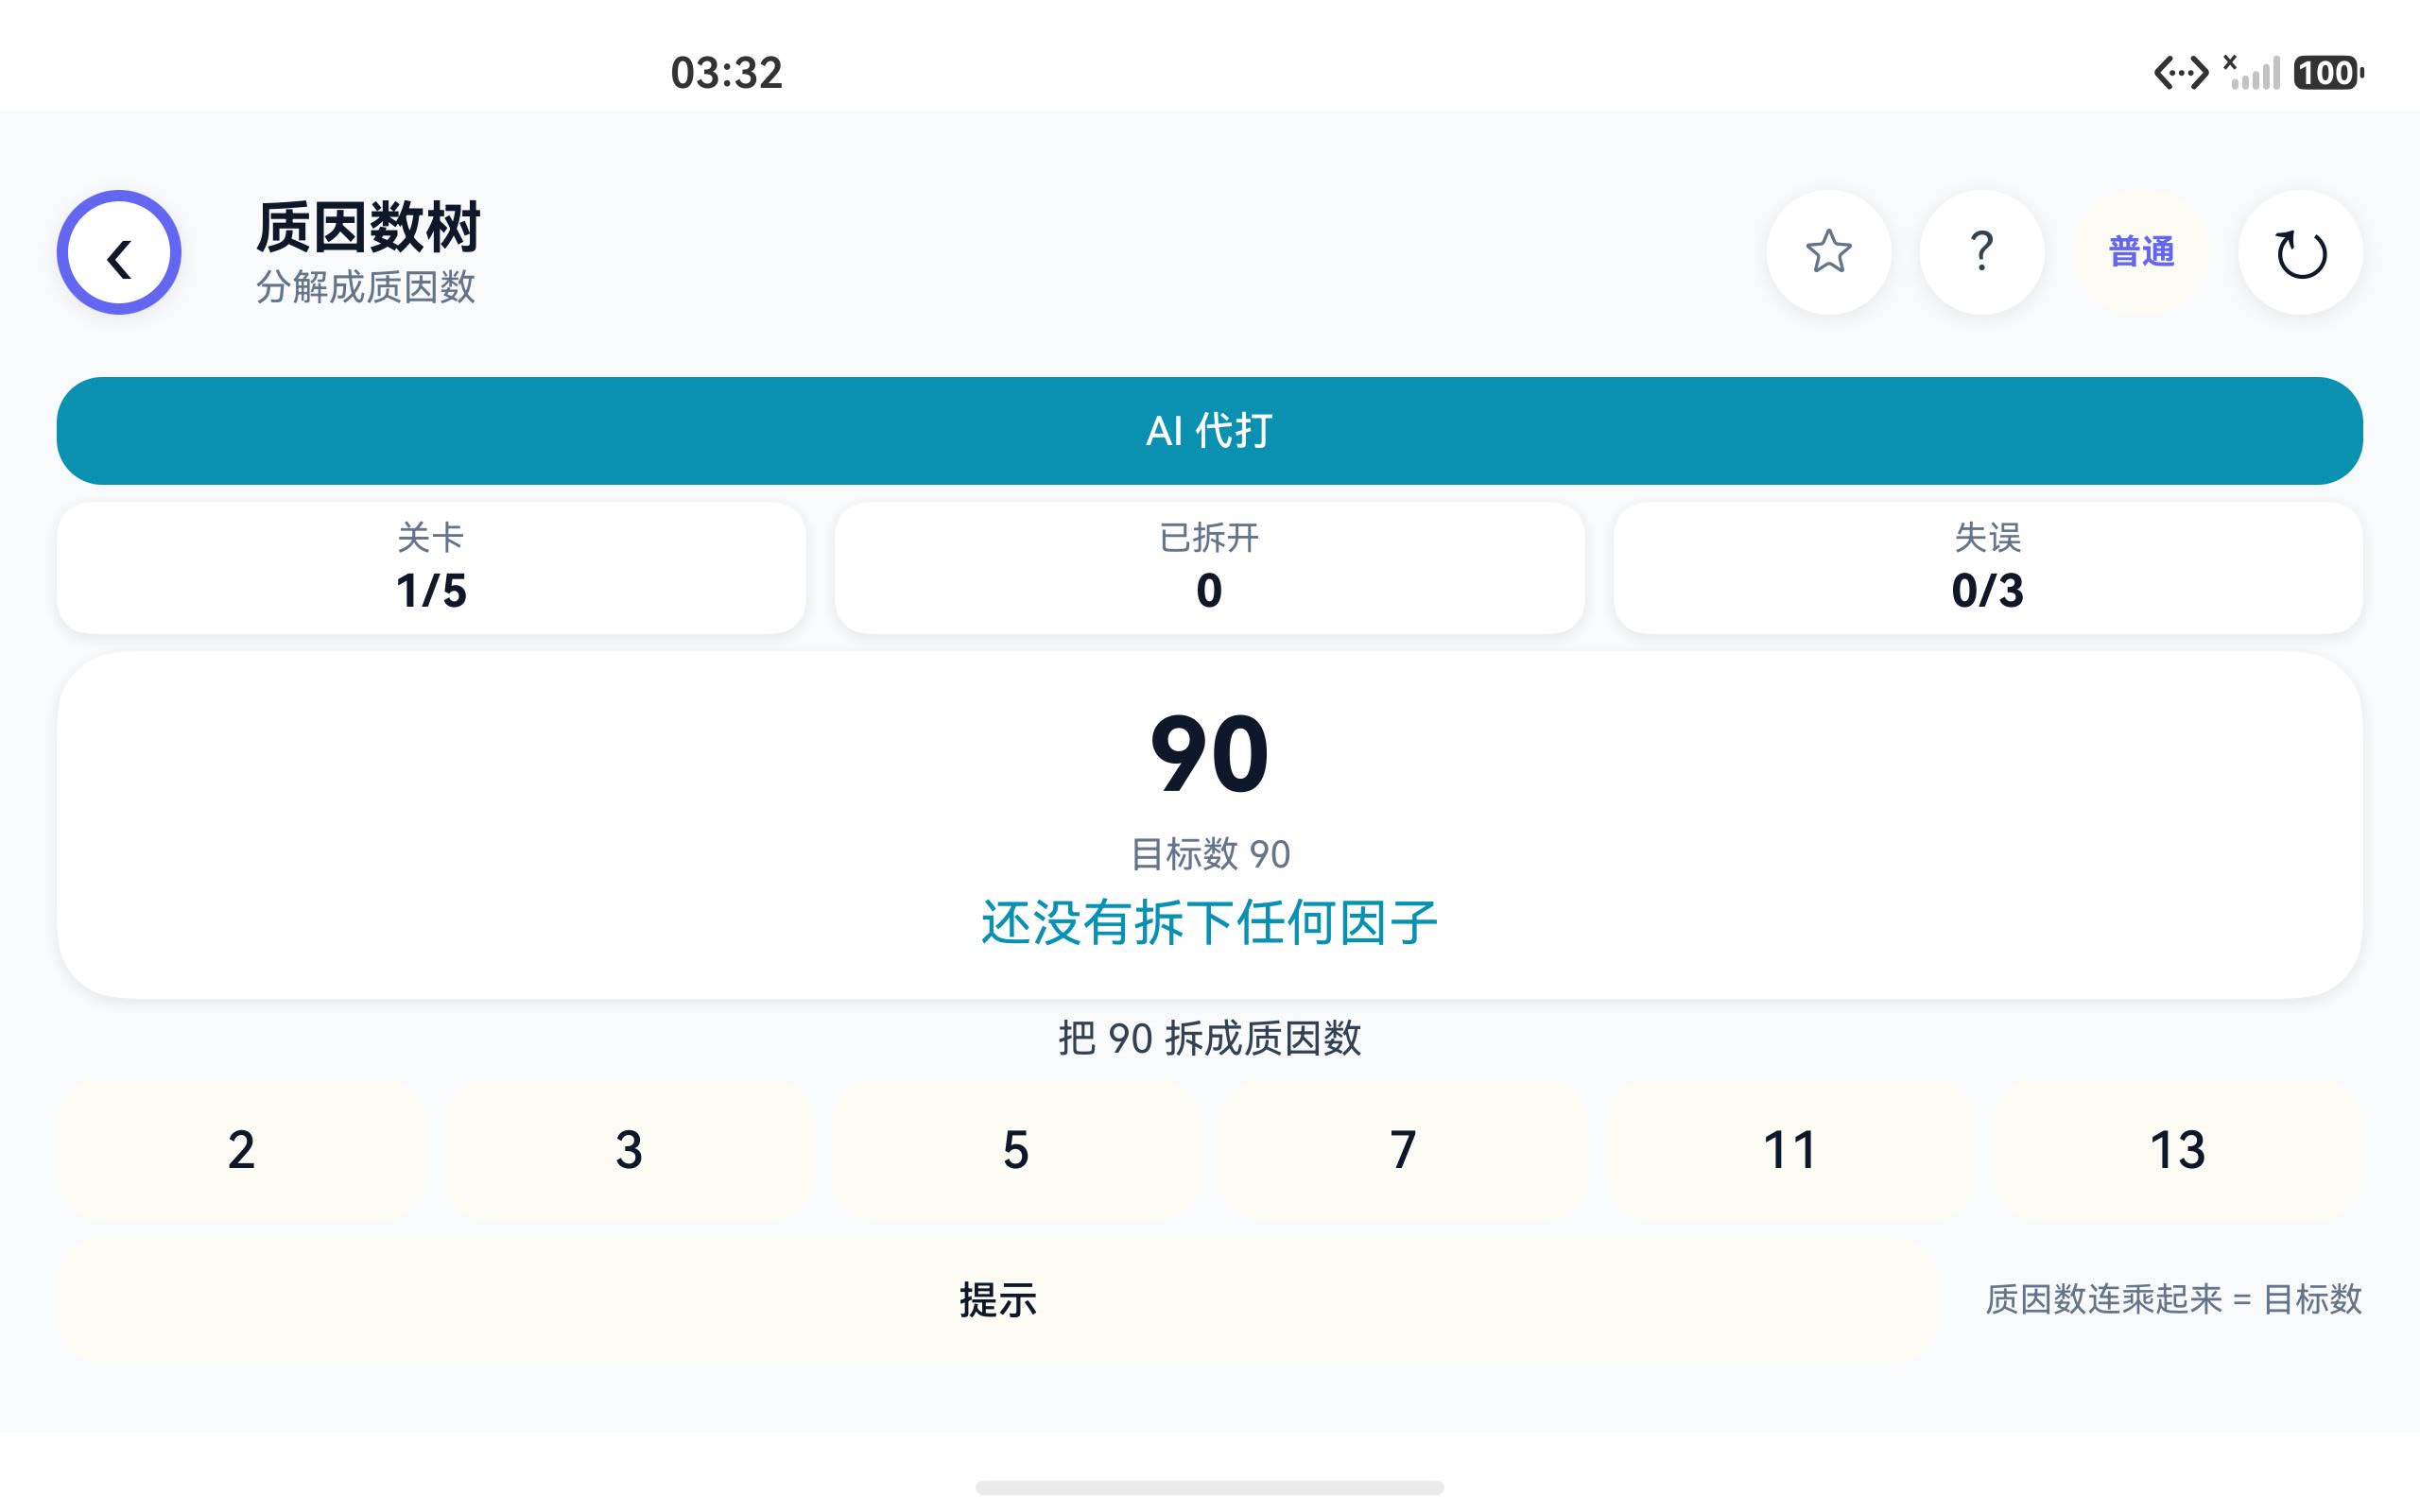 03:32
100
质因数树
分解成质因数
?
普通
AI 代打
关卡
1/5
已拆开
0
失误
0/3
90
目标数 90
还没有拆下任何因子
把 90 拆成质因数
2
3
5
7
11
13
提示
质因数连乘起来 = 目标数